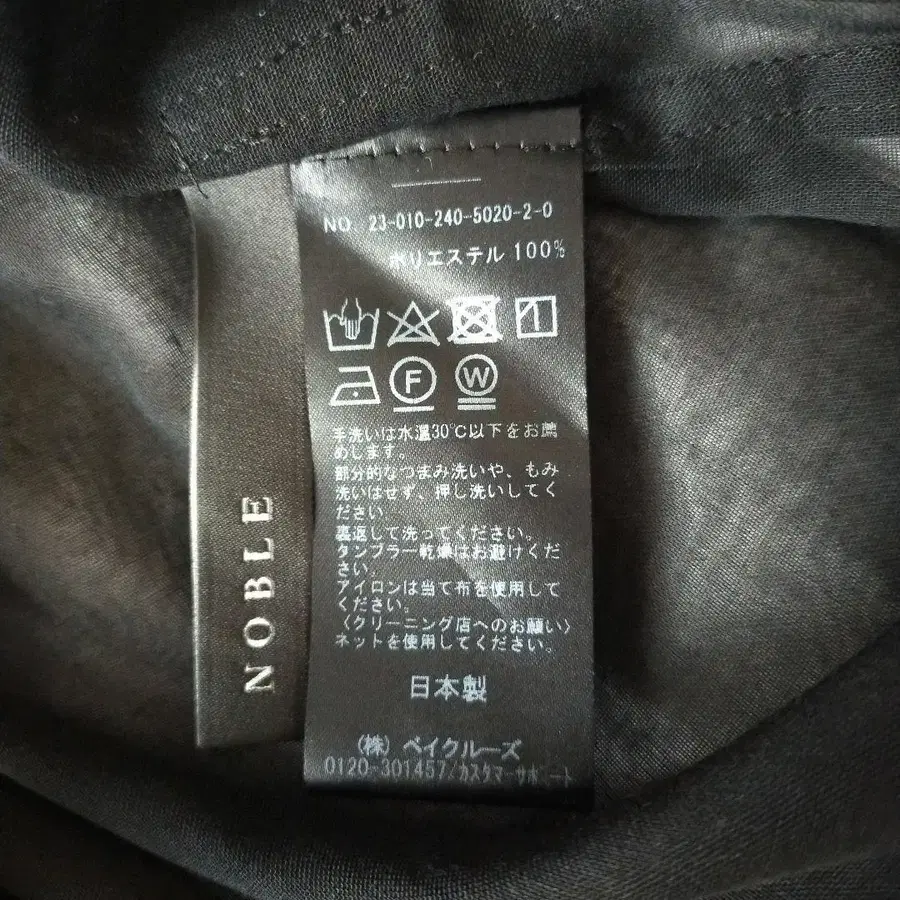 NOBLE
NO 23-010-240-5020-2-0
ポリエステル 100%
F W
手洗いは水温30℃以下をお薦
めします。
部分的なつまみ洗いや、もみ
洗いはせず、押し洗いしてく
ださい
裏返して洗ってください。
タンブラー乾燥はお避けくだ
さい。
アイロンは当て布を使用して
ください。
〈クリーニング店へのお願い〉
ネットを使用してください。
日本製
(株) ベイクルーズ
0120-301457/カスタマーサポート